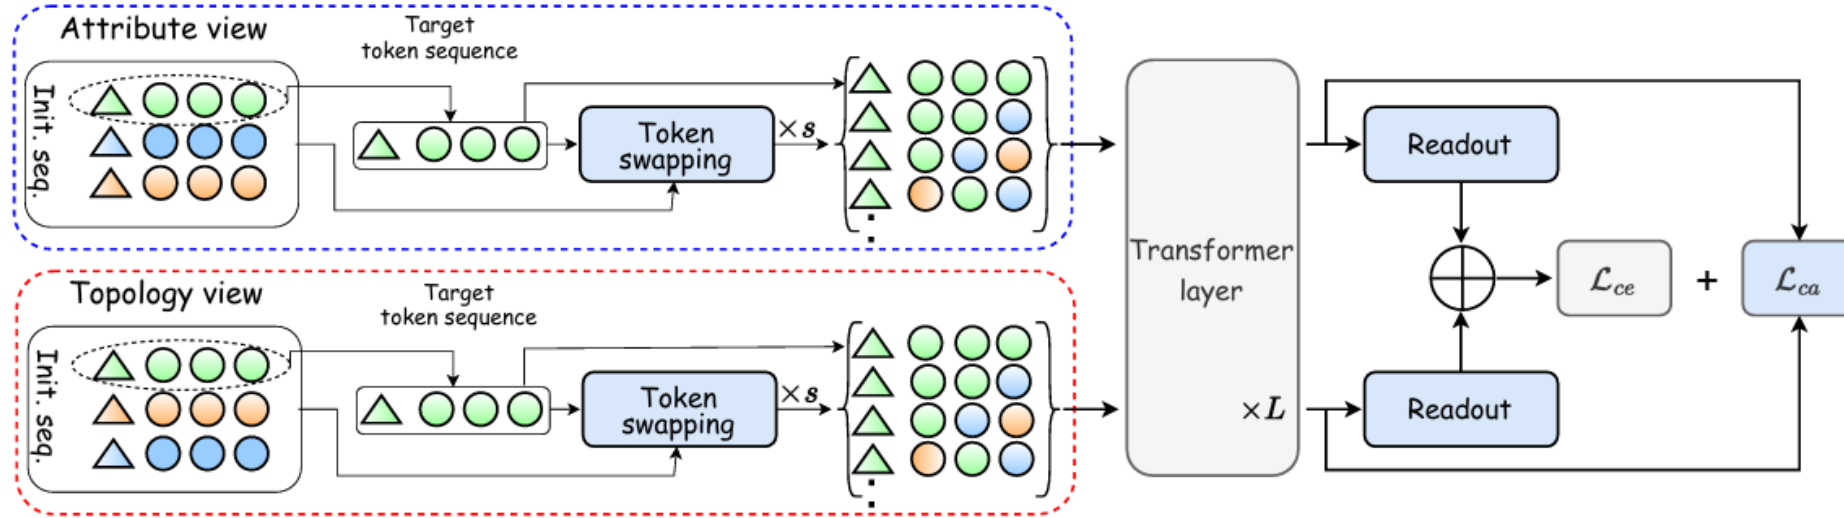 Attribute view
Target
token sequence
Init. seq.
Token
swapping
×s
Topology view
Target
token sequence
Init. seq.
Token
swapping
×s
Transformer
layer
×L
Readout
ℒce + ℒca
Readout